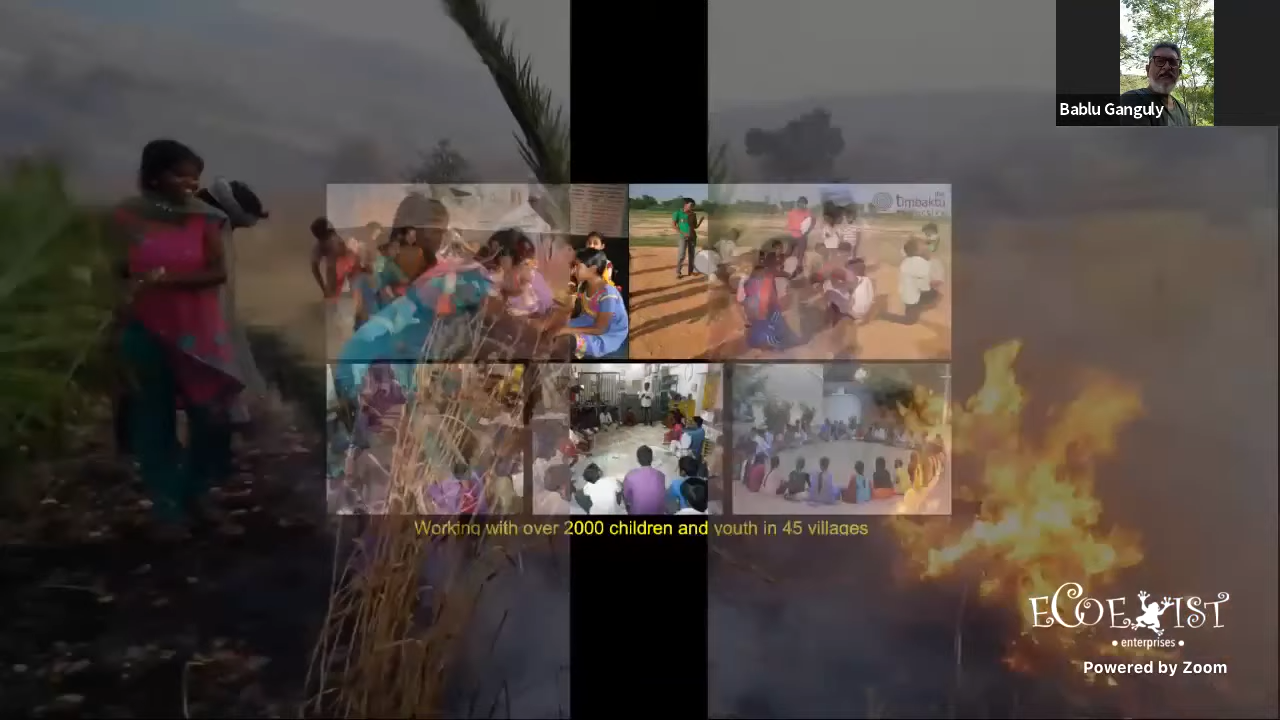 Bablu Ganguly
timbaktu
Working with over 2000 children and youth in 45 villages
ECOEXIST
• enterprises •
Powered by Zoom